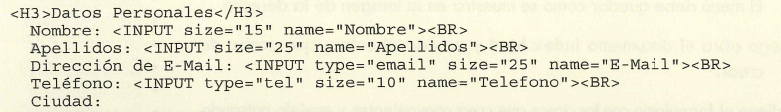 <H3>Datos Personales</H3>
Nombre: <INPUT size="15" name="Nombre"><BR>
Apellidos: <INPUT size="25" name="Apellidos"><BR>
Dirección de E-Mail: <INPUT type="email" size="25" name="E-Mail"><BR>
Teléfono: <INPUT type="tel" size="10" name="Telefono"><BR>
Ciudad: